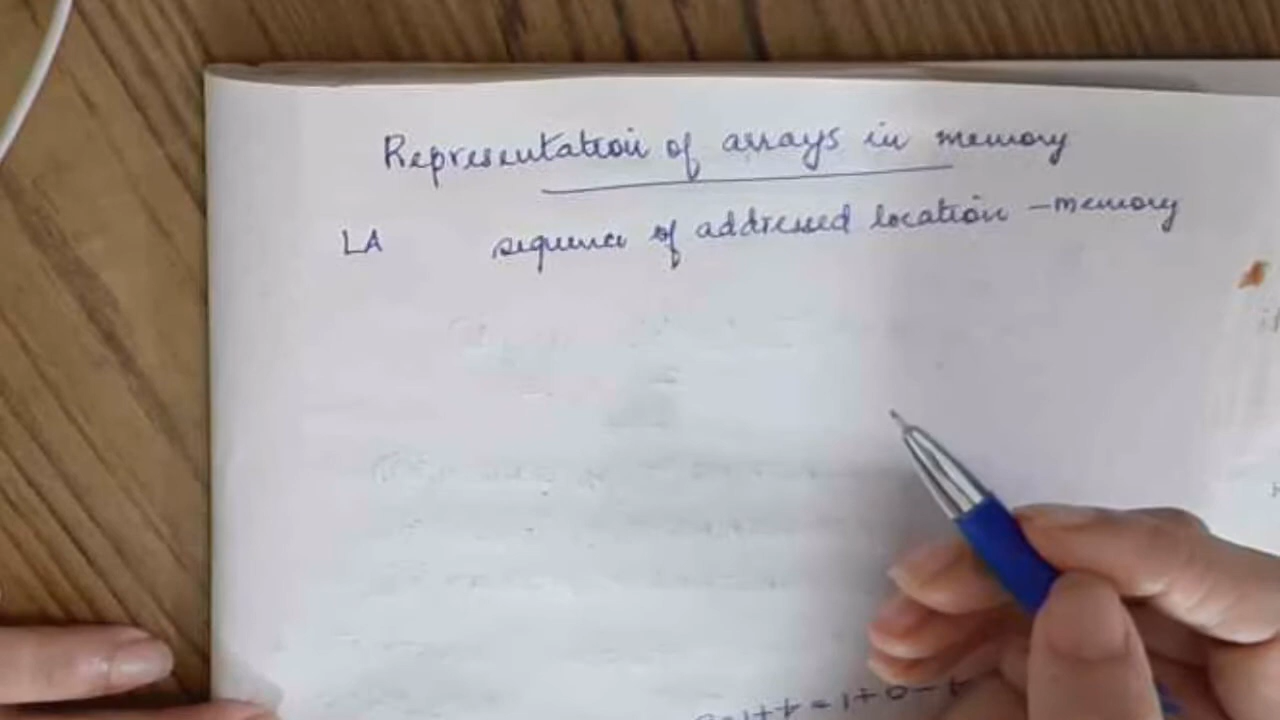 Representation of arrays in memory
LA sequence of addressed location - memory